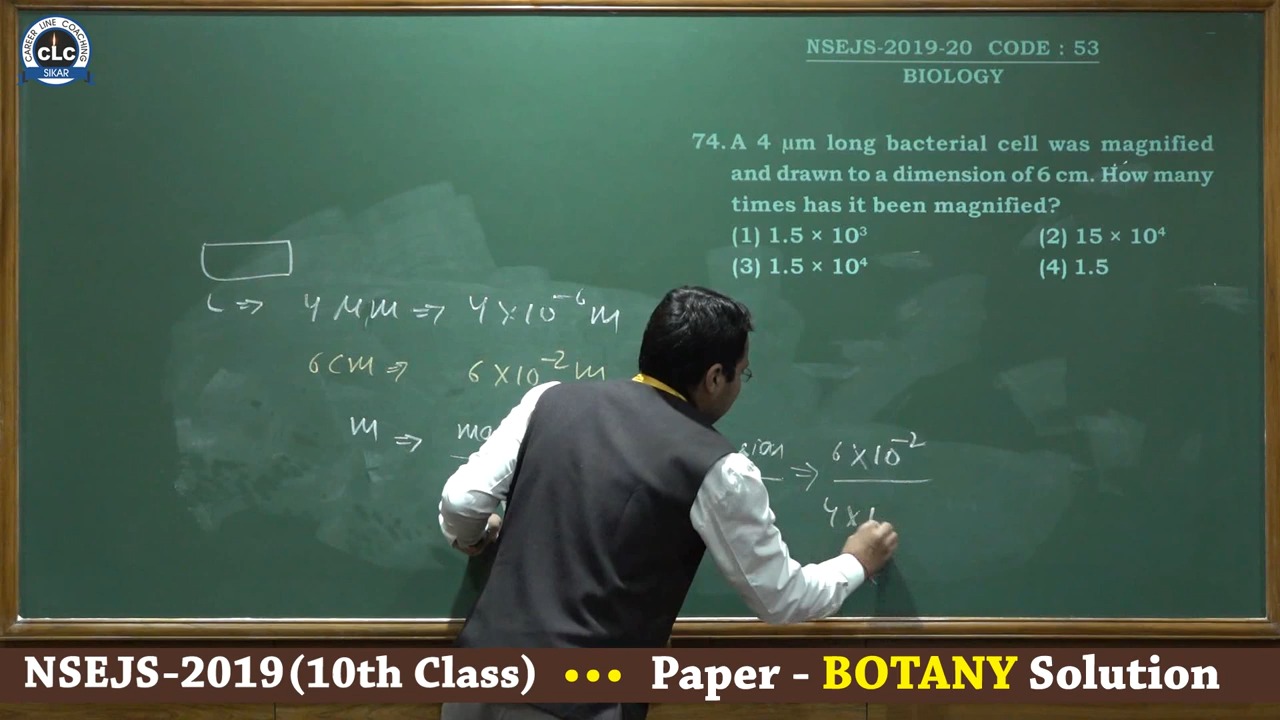 CAREER LINE COACHING
CLC
SIKAR
NSEJS-2019-20 CODE : 53
BIOLOGY
74. A 4 μm long bacterial cell was magnified
and drawn to a dimension of 6 cm. How many
times has it been magnified?
(1) 1.5 × 10³ (2) 15 × 10⁴
(3) 1.5 × 10⁴ (4) 1.5
L ⇒ 4 μm ⇒ 4×10⁻⁶ m
6 cm ⇒ 6×10⁻² m
m ⇒
⇒ 6×10⁻²
4×
NSEJS-2019(10th Class) ••• Paper - BOTANY Solution